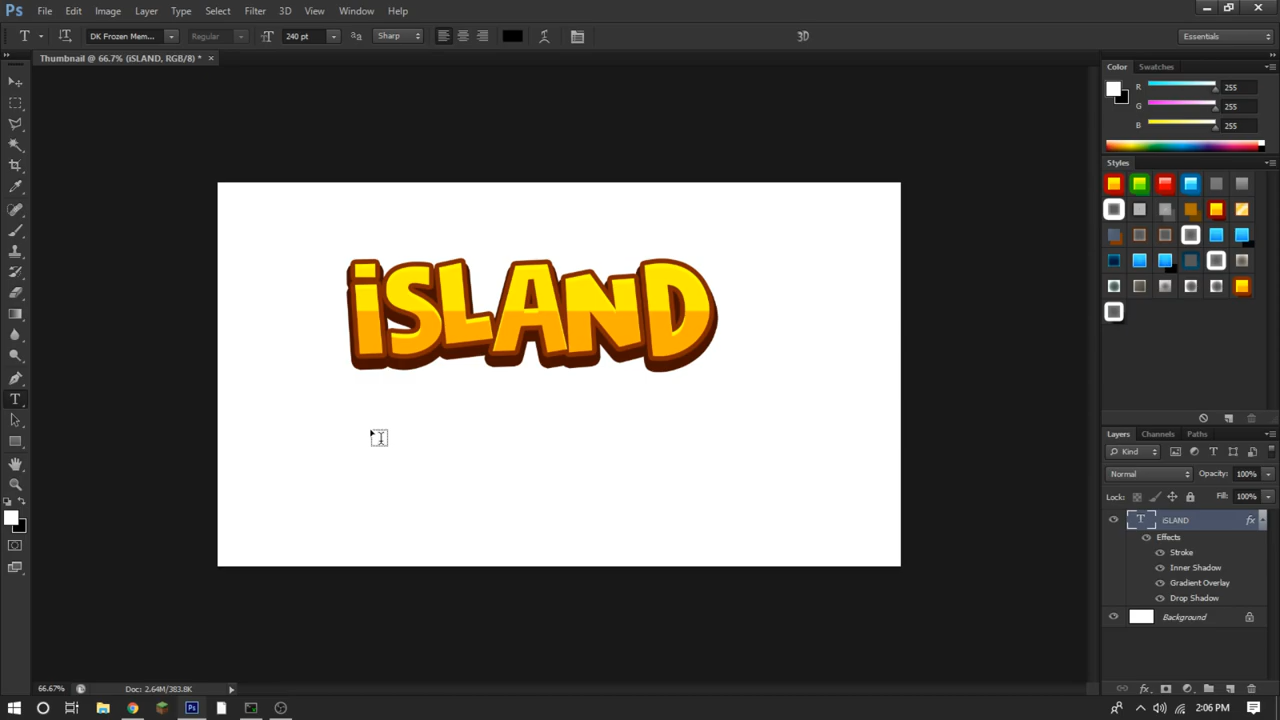 Ps File Edit Image Layer Type Select Filter 3D View Window Help
T DK Frozen Mem... Regular 240 pt Sharp 3D Essentials
Thumbnail @ 66.7% (iSLAND, RGB/8) * ×
Color Swatches
R 255
G 255
B 255
Styles
iSLAND
Layers Channels Paths
Kind
Normal Opacity: 100%
Lock: Fill: 100%
T iSLAND fx
Effects
Stroke
Inner Shadow
Gradient Overlay
Drop Shadow
Background
66.67% Doc: 2.64M/383.8K
2:06 PM